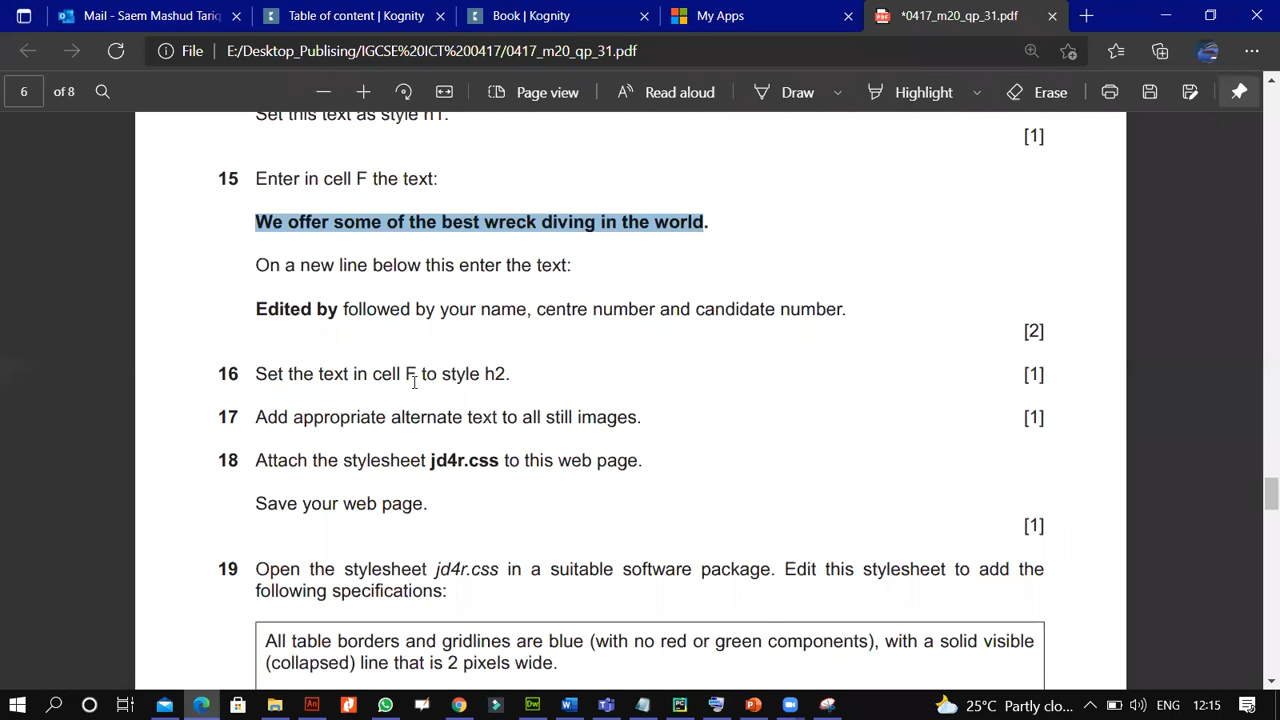 Mail - Saem Mashud Tariq
Table of content | Kognity
Book | Kognity
My Apps
*0417_m20_qp_31.pdf
File
E:/Desktop_Publising/IGCSE%20ICT%200417/0417_m20_qp_31.pdf
6 of 8
Page view
Read aloud
Draw
Highlight
Erase
Set this text as style h1.
[1]
15 Enter in cell F the text:
We offer some of the best wreck diving in the world.
On a new line below this enter the text:
Edited by followed by your name, centre number and candidate number.
[2]
16 Set the text in cell F to style h2. [1]
17 Add appropriate alternate text to all still images. [1]
18 Attach the stylesheet jd4r.css to this web page.
Save your web page.
[1]
19 Open the stylesheet jd4r.css in a suitable software package. Edit this stylesheet to add the
following specifications:
All table borders and gridlines are blue (with no red or green components), with a solid visible
(collapsed) line that is 2 pixels wide.
25°C Partly clo...
ENG
12:15